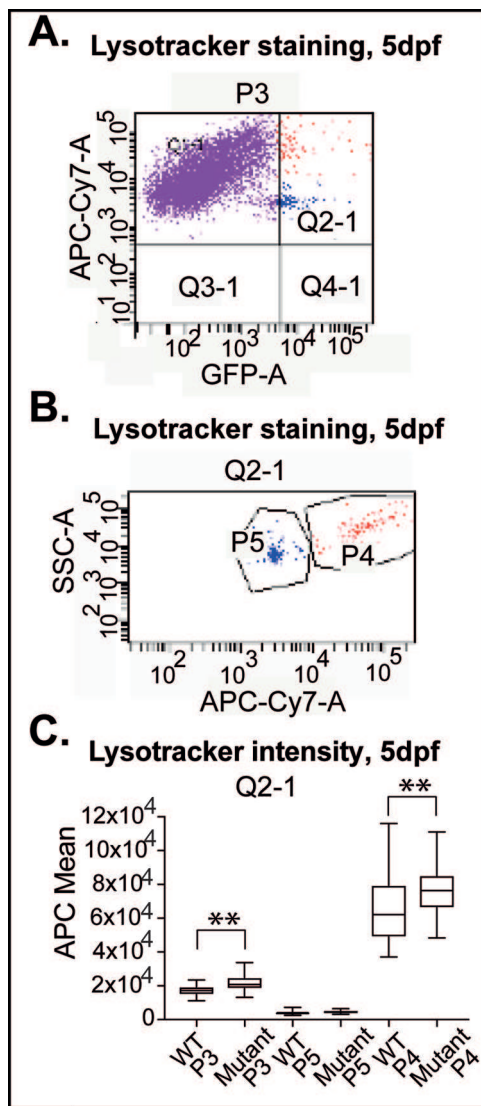 A. Lysotracker staining, 5dpf
P3
APC-Cy7-A
10^5
10^4
10^3
10^2
10^1
Q2-1
Q3-1
Q4-1
10^2 10^3 10^4 10^5
GFP-A
B. Lysotracker staining, 5dpf
Q2-1
SSC-A
10^5
10^4
10^3
10^2
P5
P4
10^2 10^3 10^4 10^5
APC-Cy7-A
C. Lysotracker intensity, 5dpf
Q2-1
APC Mean
12x10^4
10x10^4
8x10^4
6x10^4
4x10^4
2x10^4
0
**
**
WT P3
Mutant P3
WT P5
Mutant P5
WT P4
Mutant P4